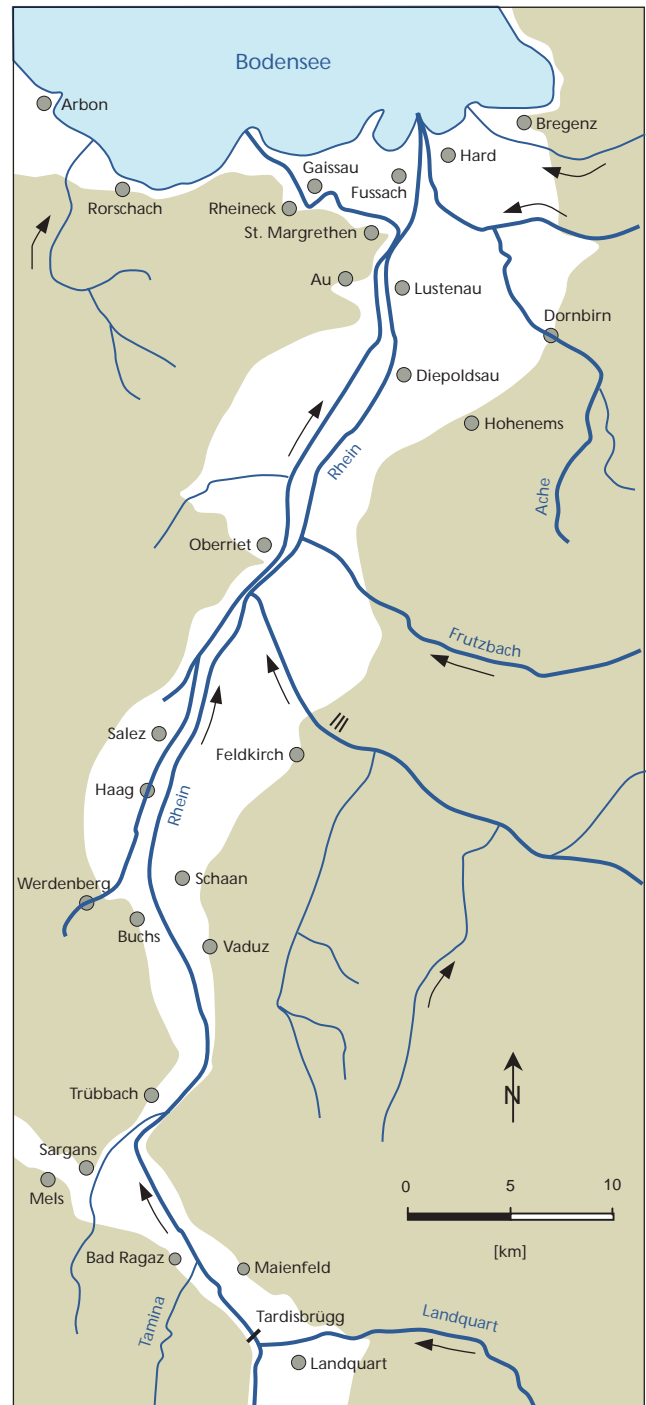 Bodensee
Arbon
Bregenz
Hard
Gaissau
Fussach
Rorschach
Rheineck
St. Margrethen
Au
Lustenau
Dornbirn
Diepoldsau
Hohenems
Rhein
Ache
Oberriet
Frutzbach
Salez
Feldkirch
Haag
Rhein
Schaan
Werdenberg
Buchs
Vaduz
Trübbach
N
Sargans
Mels
0 5 10
[km]
Bad Ragaz
Maienfeld
Tamina
Tardisbrügg
Landquart
Landquart